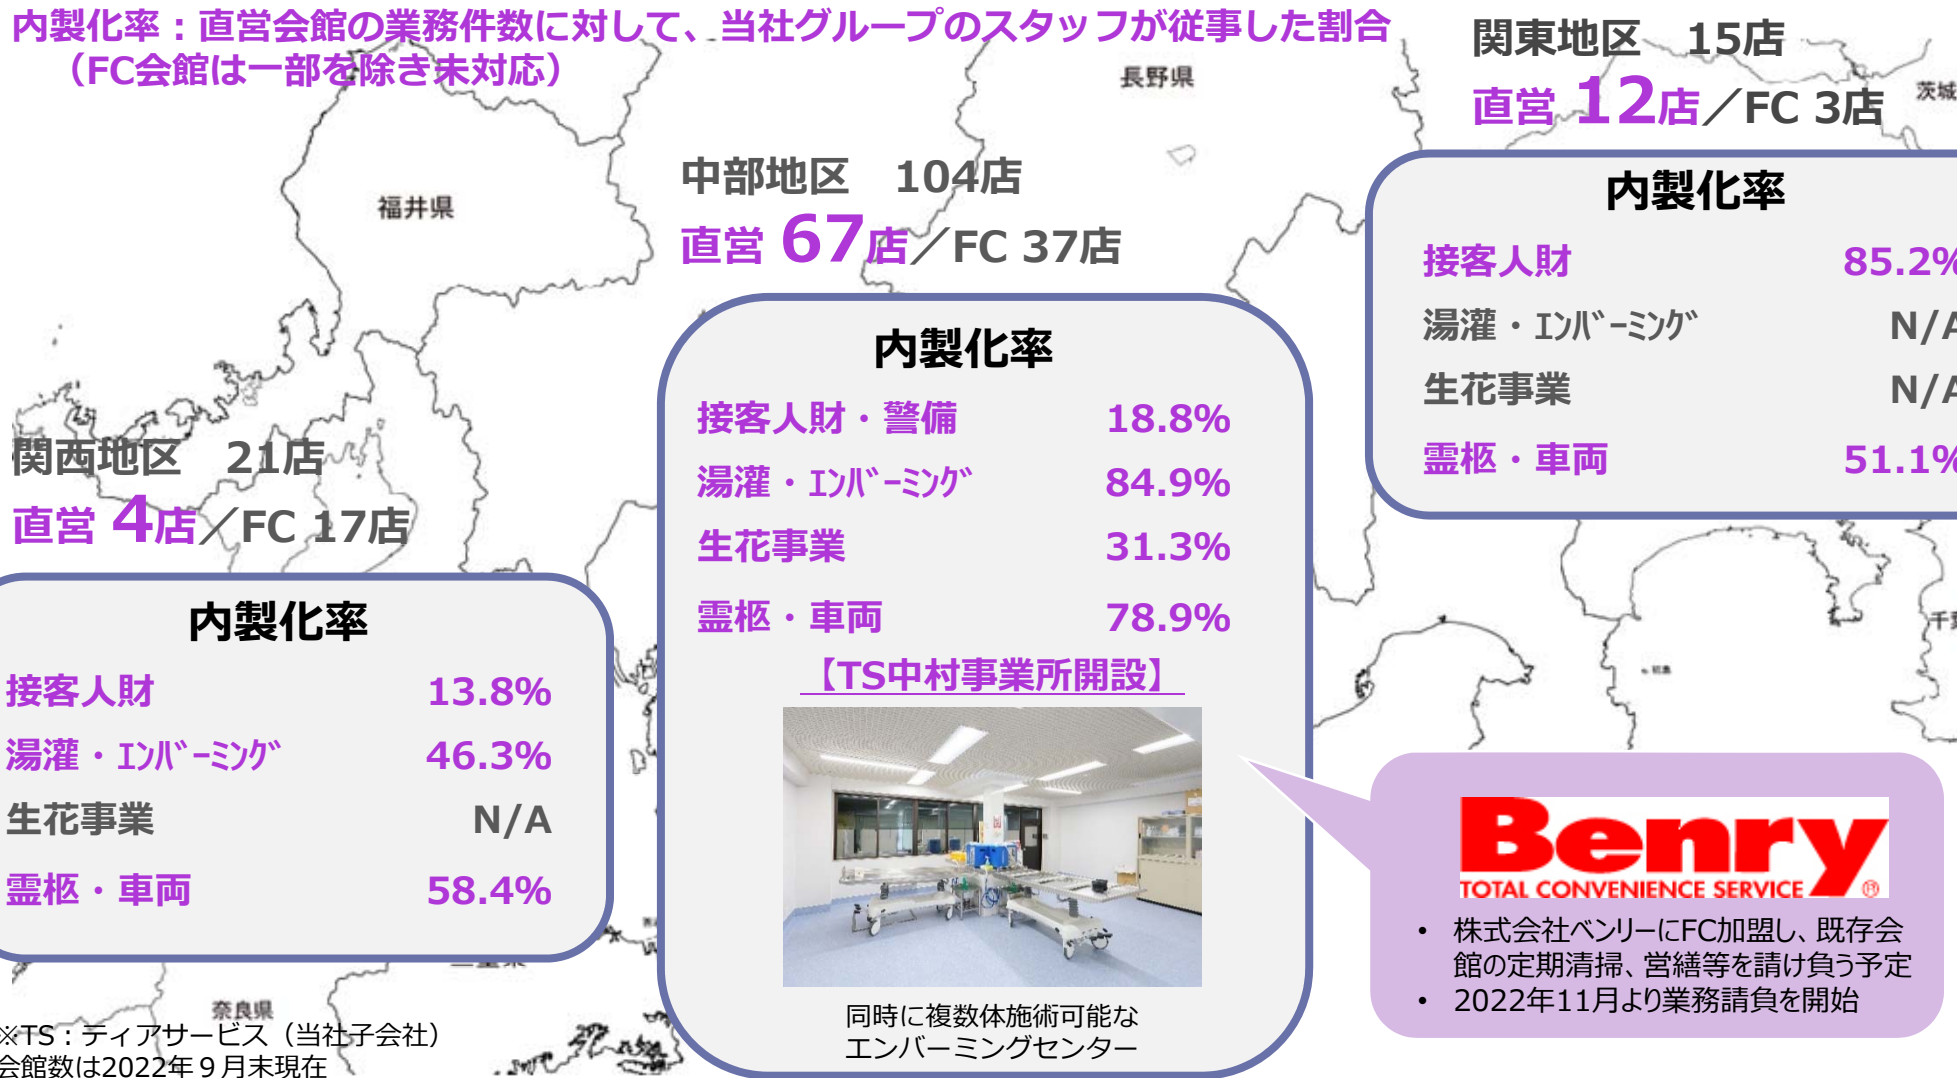 内製化率：直営会館の業務件数に対して、当社グループのスタッフが従事した割合
（FC会館は一部を除き未対応）
福井県
長野県
茨城
奈良県
関東地区　15店
直営 12店／FC 3店
内製化率
接客人財 85.2%
湯灌・ｴﾝﾊﾞｰﾐﾝｸﾞ N/A
生花事業 N/A
霊柩・車両 51.1%
中部地区　104店
直営 67店／FC 37店
内製化率
接客人財・警備 18.8%
湯灌・ｴﾝﾊﾞｰﾐﾝｸﾞ 84.9%
生花事業 31.3%
霊柩・車両 78.9%
【TS中村事業所開設】
同時に複数体施術可能な
エンバーミングセンター
関西地区　21店
直営 4店／FC 17店
内製化率
接客人財 13.8%
湯灌・ｴﾝﾊﾞｰﾐﾝｸﾞ 46.3%
生花事業 N/A
霊柩・車両 58.4%
Benry
TOTAL CONVENIENCE SERVICE
• 株式会社ベンリーにFC加盟し、既存会
館の定期清掃、営繕等を請け負う予定
• 2022年11月より業務請負を開始
※TS：ティアサービス（当社子会社）
会館数は2022年９月末現在